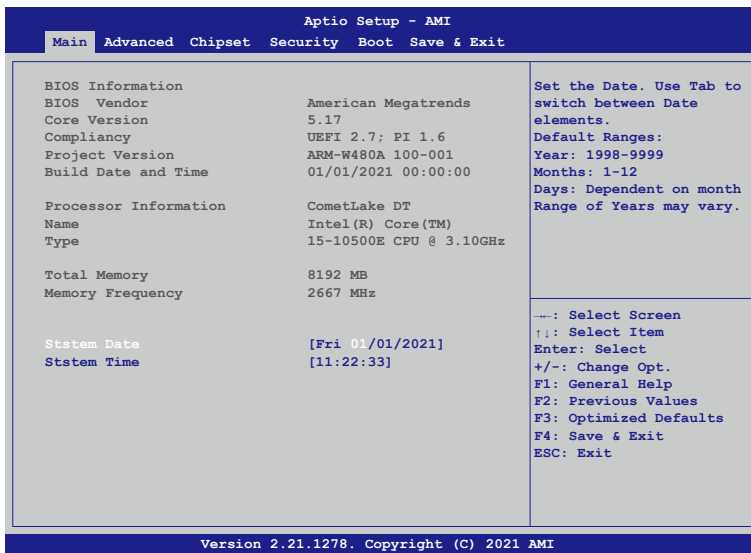 Aptio Setup - AMI
Main Advanced Chipset Security Boot Save & Exit
BIOS Information
BIOS Vendor American Megatrends
Core Version 5.17
Compliancy UEFI 2.7; PI 1.6
Project Version ARM-W480A 100-001
Build Date and Time 01/01/2021 00:00:00
Processor Information CometLake DT
Name Intel(R) Core(TM)
Type 15-10500E CPU @ 3.10GHz
Total Memory 8192 MB
Memory Frequency 2667 MHz
Ststem Date [Fri 01/01/2021]
Ststem Time [11:22:33]
Set the Date. Use Tab to
switch between Date
elements.
Default Ranges:
Year: 1998-9999
Months: 1-12
Days: Dependent on month
Range of Years may vary.
→←: Select Screen
↑↓: Select Item
Enter: Select
+/-: Change Opt.
F1: General Help
F2: Previous Values
F3: Optimized Defaults
F4: Save & Exit
ESC: Exit
Version 2.21.1278. Copyright (C) 2021 AMI